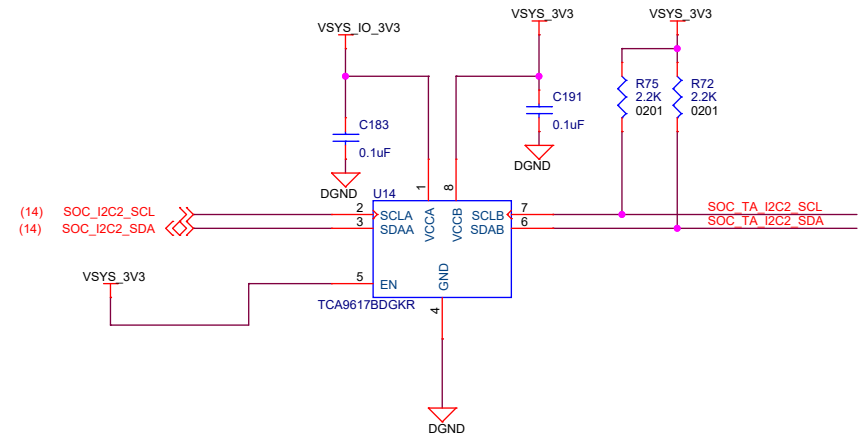 VSYS_3V3 VSYS_3V3
VSYS_IO_3V3
R75 R72
C191 2.2K 2.2K
0201 0201
C183 0.1uF
0.1uF
DGND
DGND U14
1 8
(14) SOC_I2C2_SCL 2 SCLA VCCA VCCB SCLB 7 SOC_TA_I2C2_SCL
(14) SOC_I2C2_SDA 3 SDAA SDAB 6 SOC_TA_I2C2_SDA
VSYS_3V3 5 EN GND
TCA9617BDGKR
4
DGND